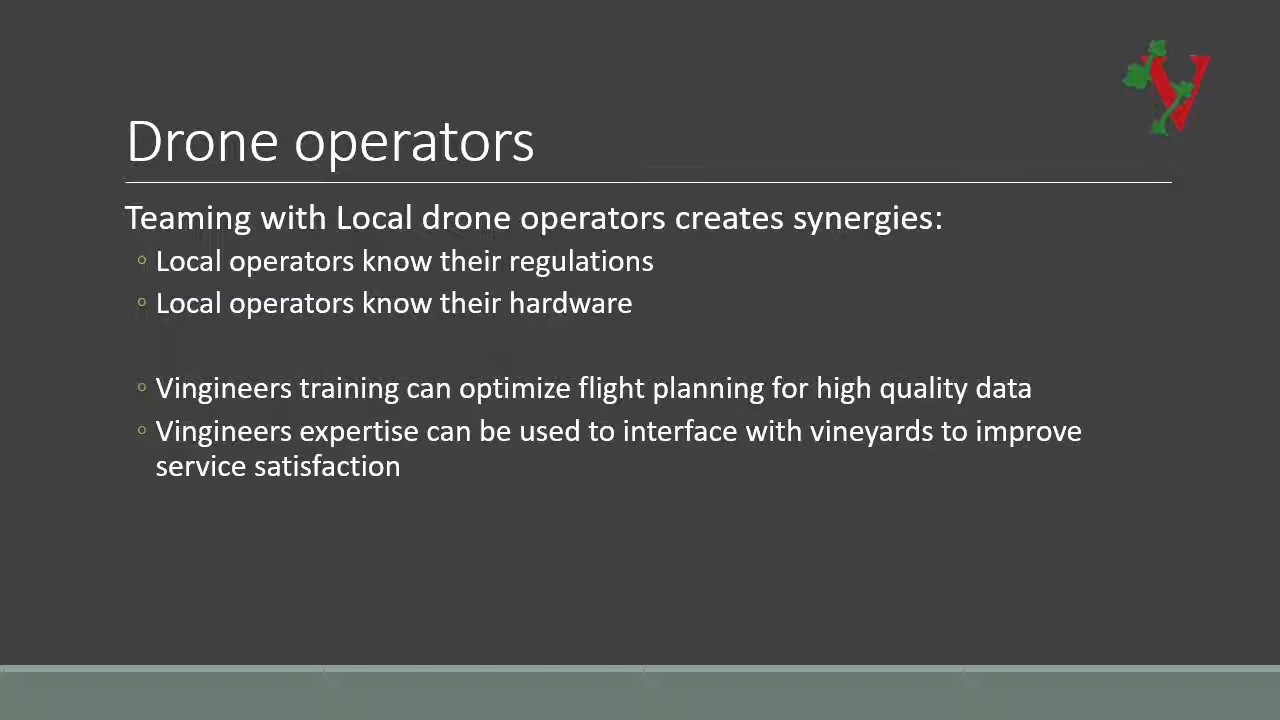 V
Drone operators
Teaming with Local drone operators creates synergies:
◦ Local operators know their regulations
◦ Local operators know their hardware
◦ Vingineers training can optimize flight planning for high quality data
◦ Vingineers expertise can be used to interface with vineyards to improve
service satisfaction